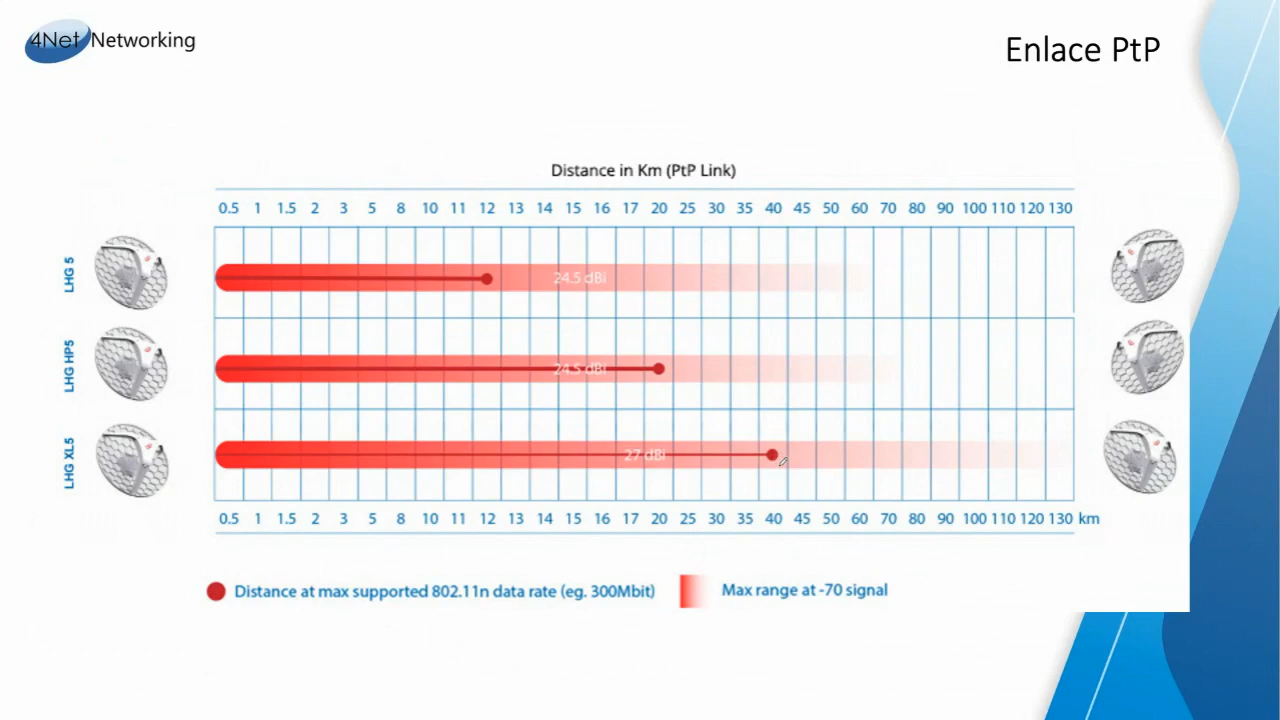 4Net Networking
Enlace PtP
Distance in Km (PtP Link)
0.5 1 1.5 2 3 5 8 10 11 12 13 14 15 16 17 20 25 30 35 40 45 50 60 70 80 90 100 110 120 130
LHG 5
24.5 dBi
LHG HP5
24.5 dBi
LHG XL5
27 dBi
0.5 1 1.5 2 3 5 8 10 11 12 13 14 15 16 17 20 25 30 35 40 45 50 60 70 80 90 100 110 120 130 km
Distance at max supported 802.11n data rate (eg. 300Mbit)
Max range at -70 signal